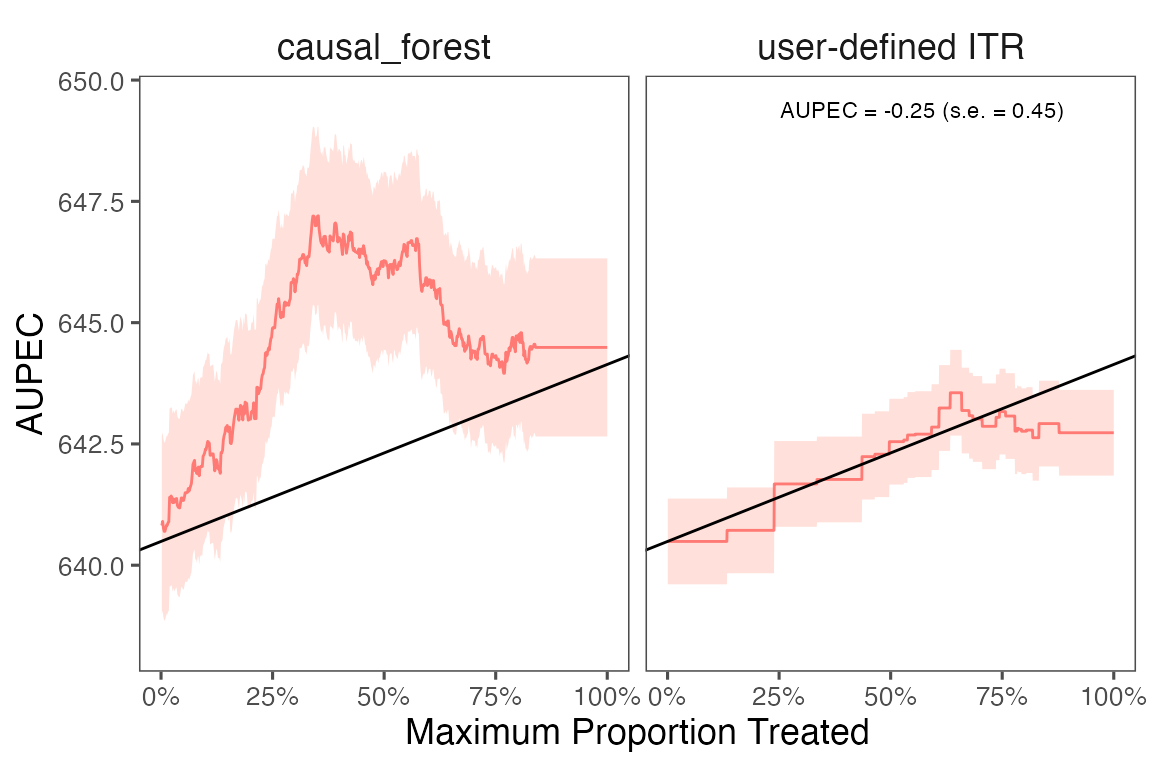 causal_forest
user-defined ITR
AUPEC = -0.25 (s.e. = 0.45)
650.0
647.5
645.0
642.5
640.0
AUPEC
0% 25% 50% 75% 100%
0% 25% 50% 75% 100%
Maximum Proportion Treated